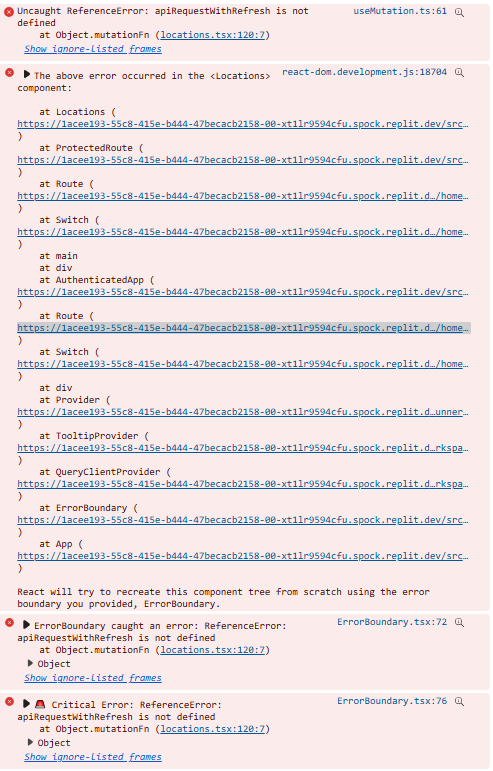 Uncaught ReferenceError: apiRequestWithRefresh is not useMutation.ts:61
defined
at Object.mutationFn (locations.tsx:120:7)
Show ignore-listed frames
▶ The above error occurred in the <Locations> react-dom.development.js:18704
component:
at Locations (
https://1acee193-55c8-415e-b444-47becacb2158-00-xt1lr9594cfu.spock.replit.dev/src…
)
at ProtectedRoute (
https://1acee193-55c8-415e-b444-47becacb2158-00-xt1lr9594cfu.spock.replit.dev/src…
)
at Route (
https://1acee193-55c8-415e-b444-47becacb2158-00-xt1lr9594cfu.spock.replit.d…/home…
)
at Switch (
https://1acee193-55c8-415e-b444-47becacb2158-00-xt1lr9594cfu.spock.replit.d…/home…
)
at main
at div
at AuthenticatedApp (
https://1acee193-55c8-415e-b444-47becacb2158-00-xt1lr9594cfu.spock.replit.dev/src…
)
at Route (
https://1acee193-55c8-415e-b444-47becacb2158-00-xt1lr9594cfu.spock.replit.d…/home…
)
at Switch (
https://1acee193-55c8-415e-b444-47becacb2158-00-xt1lr9594cfu.spock.replit.d…/home…
)
at div
at Provider (
https://1acee193-55c8-415e-b444-47becacb2158-00-xt1lr9594cfu.spock.replit.d…unner…
)
at TooltipProvider (
https://1acee193-55c8-415e-b444-47becacb2158-00-xt1lr9594cfu.spock.replit.d…rkspa…
)
at QueryClientProvider (
https://1acee193-55c8-415e-b444-47becacb2158-00-xt1lr9594cfu.spock.replit.d…rkspa…
)
at ErrorBoundary (
https://1acee193-55c8-415e-b444-47becacb2158-00-xt1lr9594cfu.spock.replit.dev/src…
)
at App (
https://1acee193-55c8-415e-b444-47becacb2158-00-xt1lr9594cfu.spock.replit.dev/src…
)
React will try to recreate this component tree from scratch using the error
boundary you provided, ErrorBoundary.
▶ ErrorBoundary caught an error: ReferenceError: ErrorBoundary.tsx:72
apiRequestWithRefresh is not defined
at Object.mutationFn (locations.tsx:120:7)
▶ Object
Show ignore-listed frames
▶ 🚨 Critical Error: ReferenceError: ErrorBoundary.tsx:76
apiRequestWithRefresh is not defined
at Object.mutationFn (locations.tsx:120:7)
▶ Object
Show ignore-listed frames